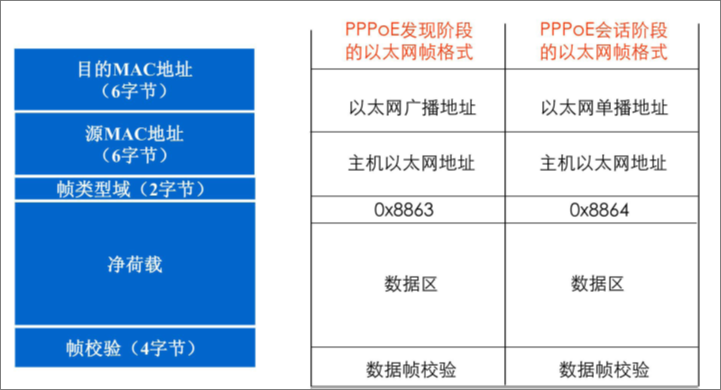 目的MAC地址
（6字节）
源MAC地址
（6字节）
帧类型域（2字节）
净荷载
帧校验（4字节）
PPPoE发现阶段
的以太网帧格式
PPPoE会话阶段
的以太网帧格式
以太网广播地址
以太网单播地址
主机以太网地址
主机以太网地址
0x8863
0x8864
数据区
数据区
数据帧校验
数据帧校验